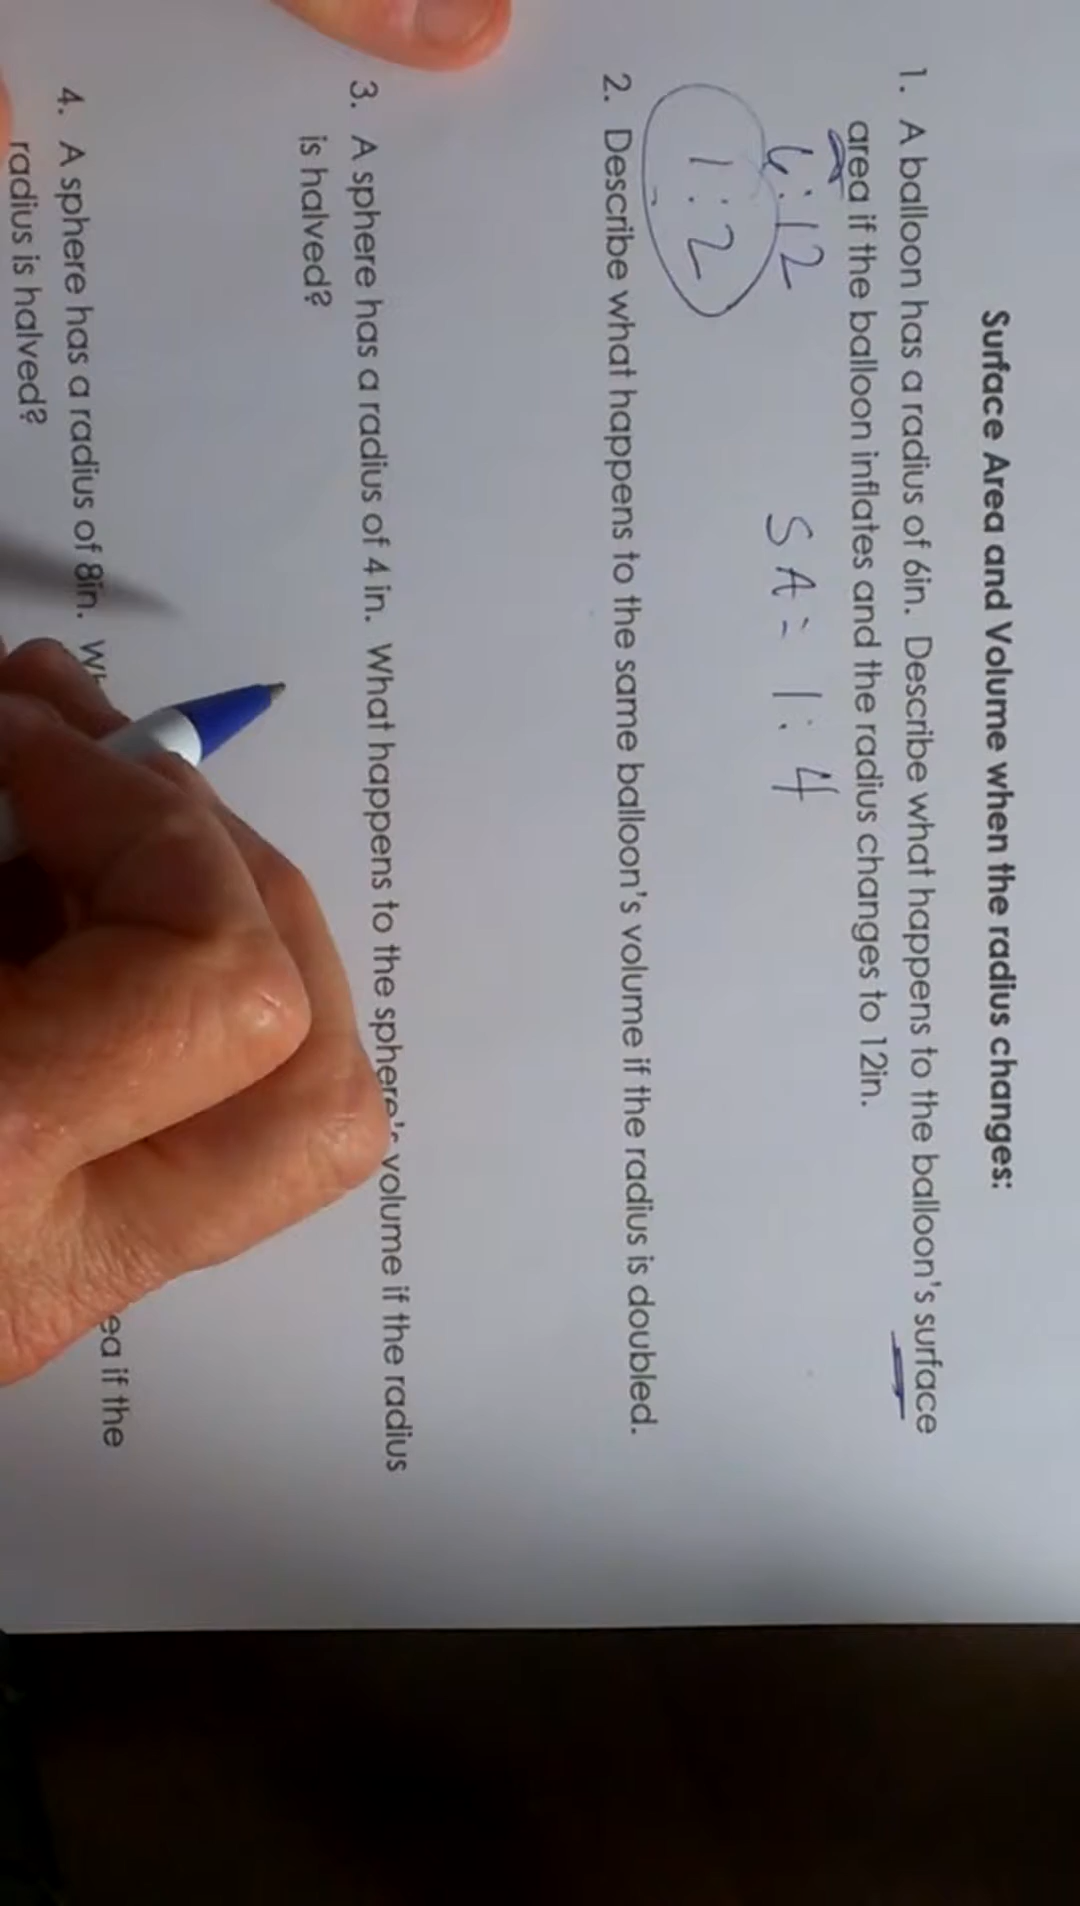 Surface Area and Volume when the radius changes:
1. A balloon has a radius of 6in. Describe what happens to the balloon's surface
area if the balloon inflates and the radius changes to 12in.
6:12
SA = 1:4
1:2
2. Describe what happens to the same balloon's volume if the radius is doubled.
3. A sphere has a radius of 4 in. What happens to the sphere's volume if the radius
is halved?
4. A sphere has a radius of 8in. if the
radius is halved?